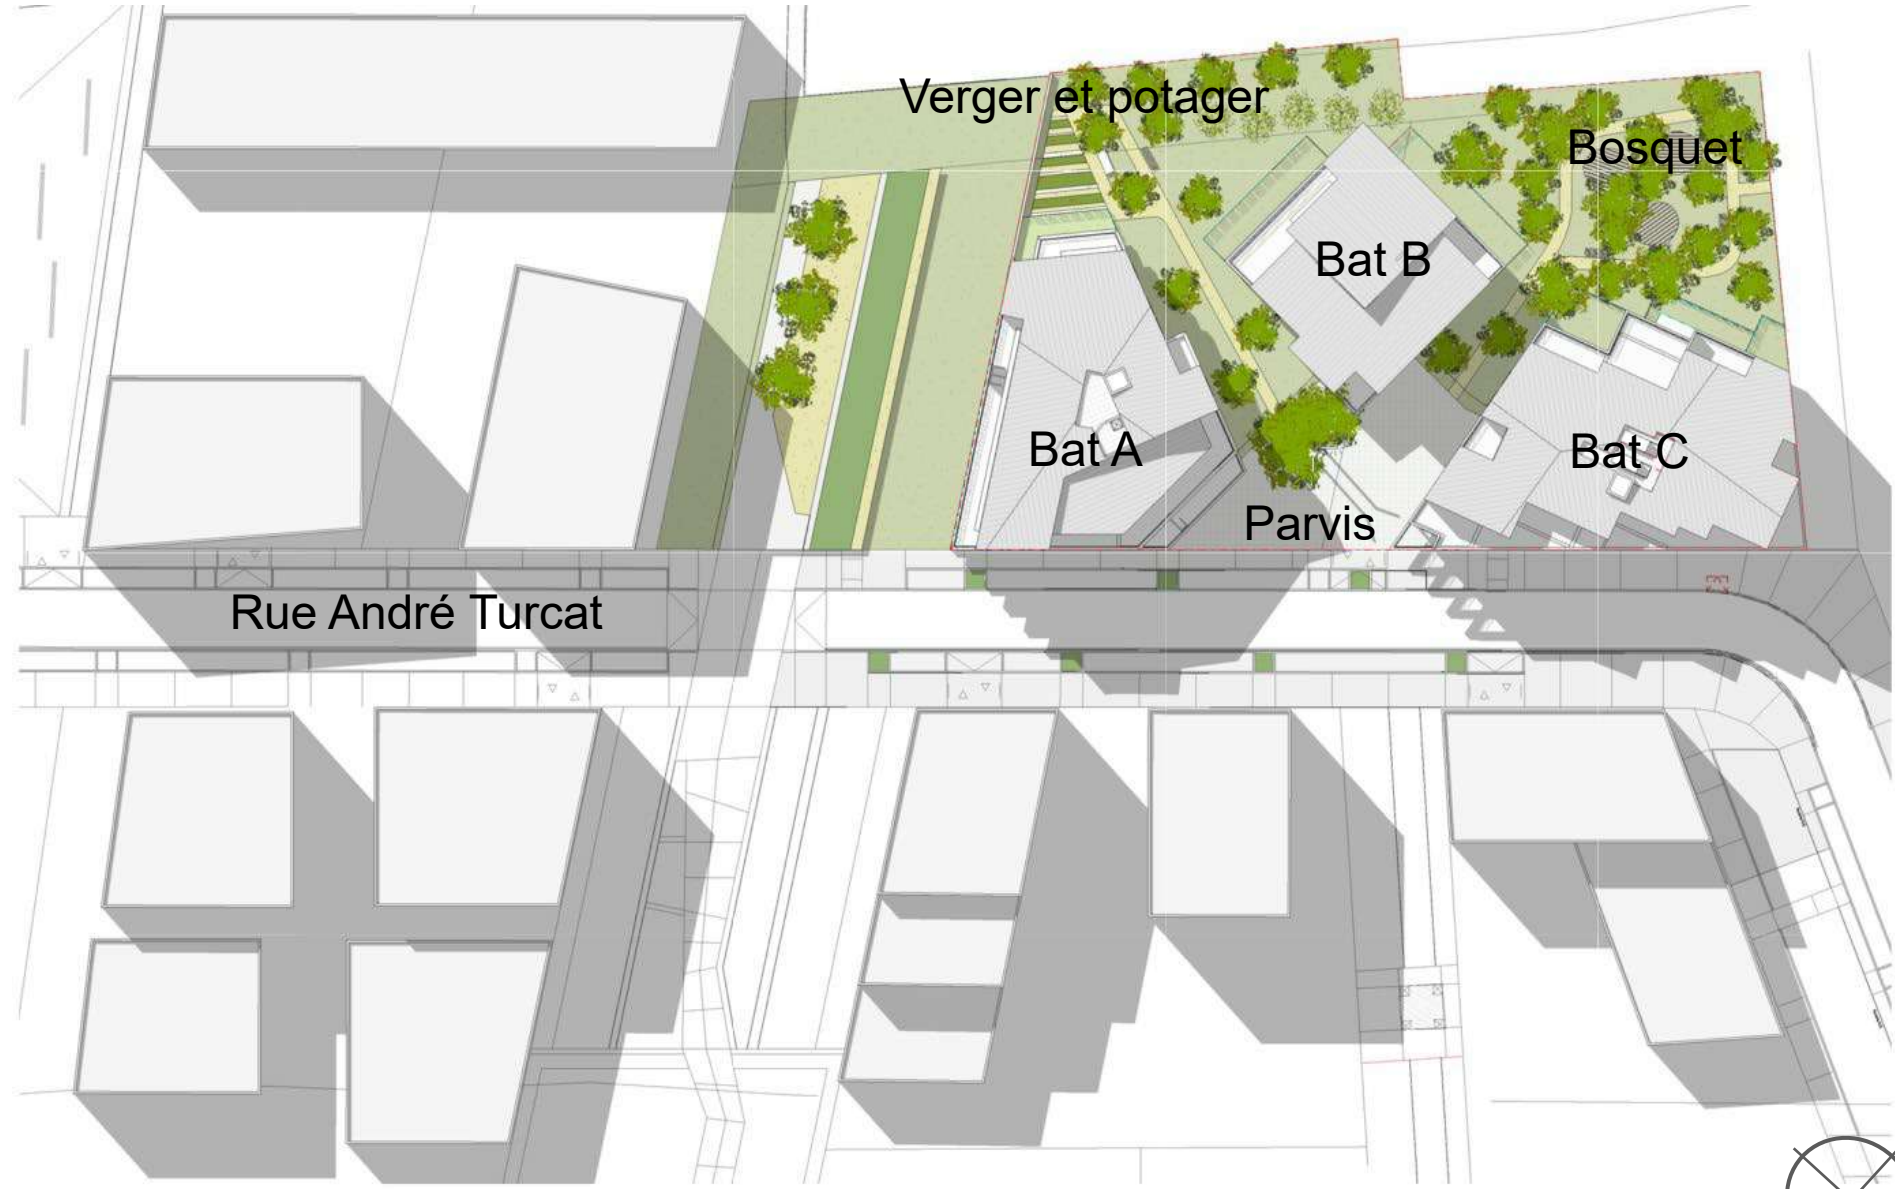 Verger et potager
Bosquet
Bat B
Bat A
Bat C
Parvis
Rue André Turcat